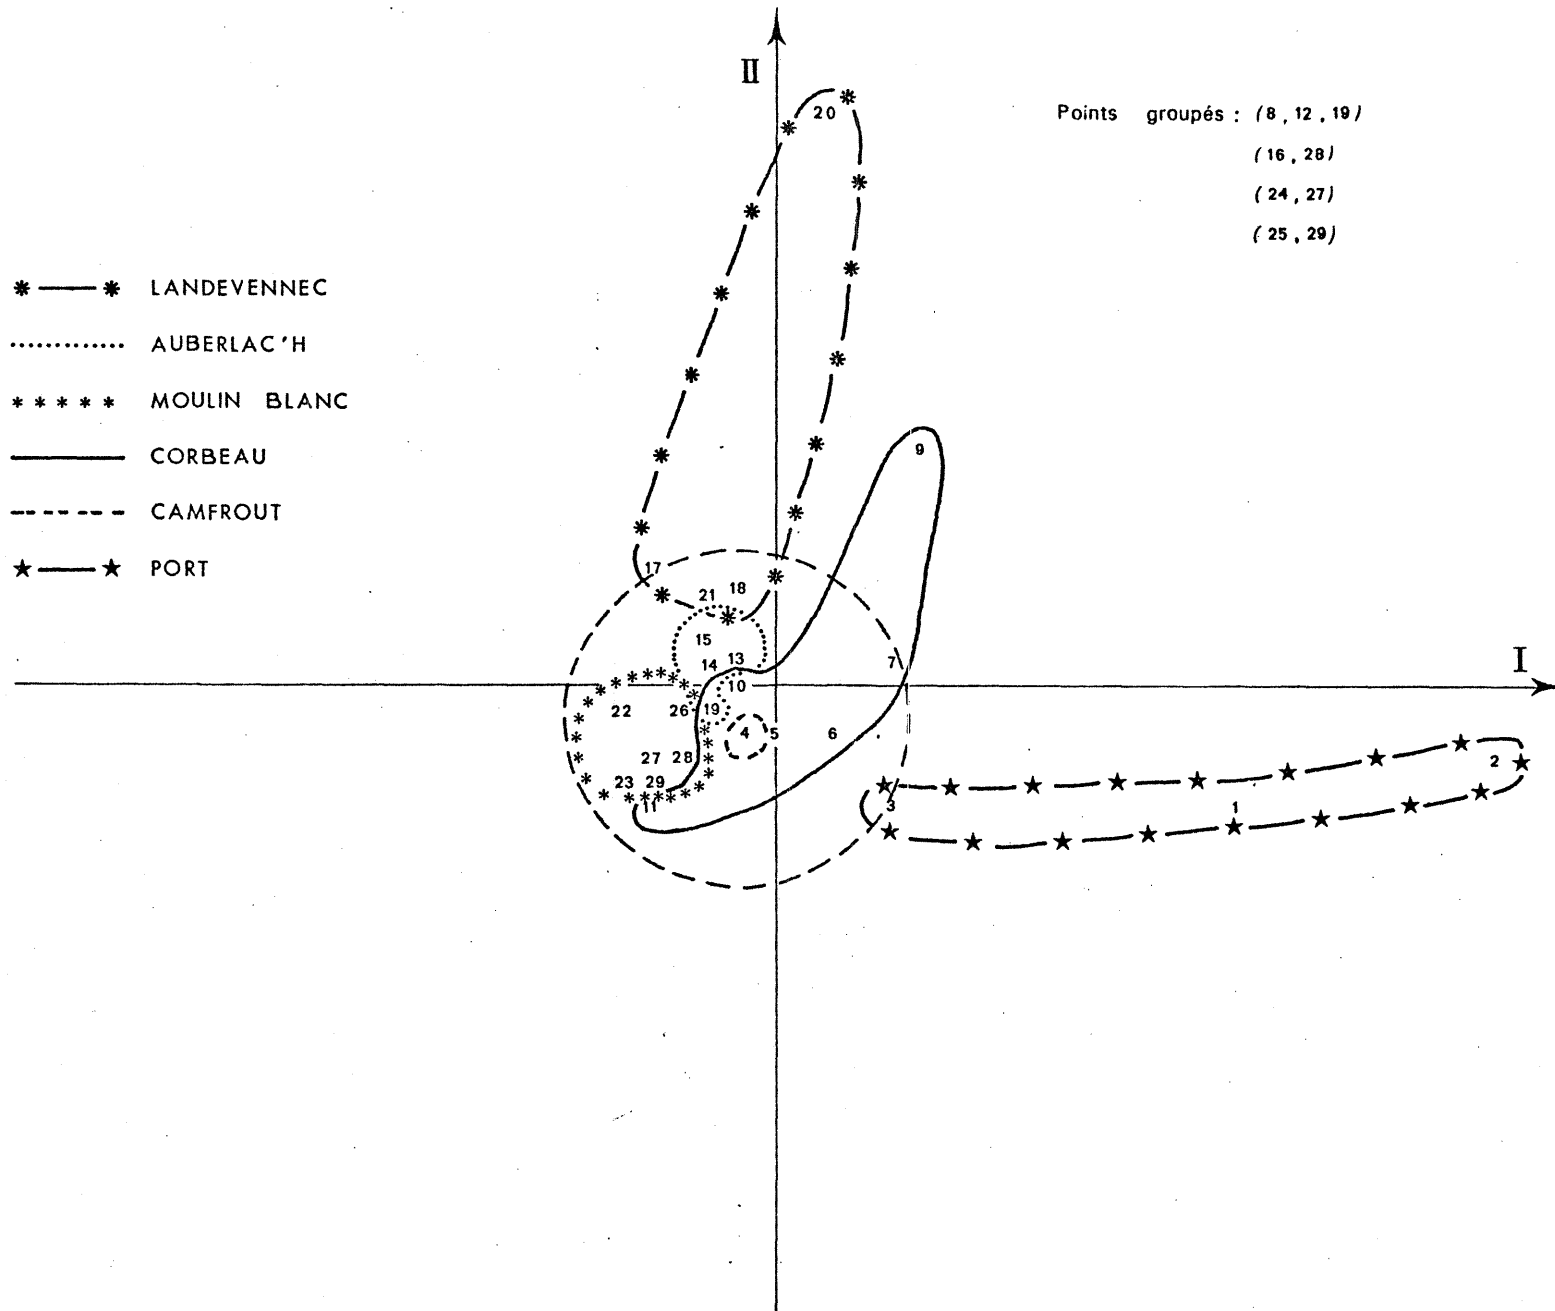 II
20
Points groupés : (8, 12, 19)
(16, 28)
(24, 27)
(25, 29)
LANDEVENNEC
AUBERLAC'H
MOULIN BLANC
CORBEAU
CAMFROUT
PORT
9
17
21 18
15
14 13
7
I
10
22 26 19
4 5 6
27 28
23 29
11
2
3 1